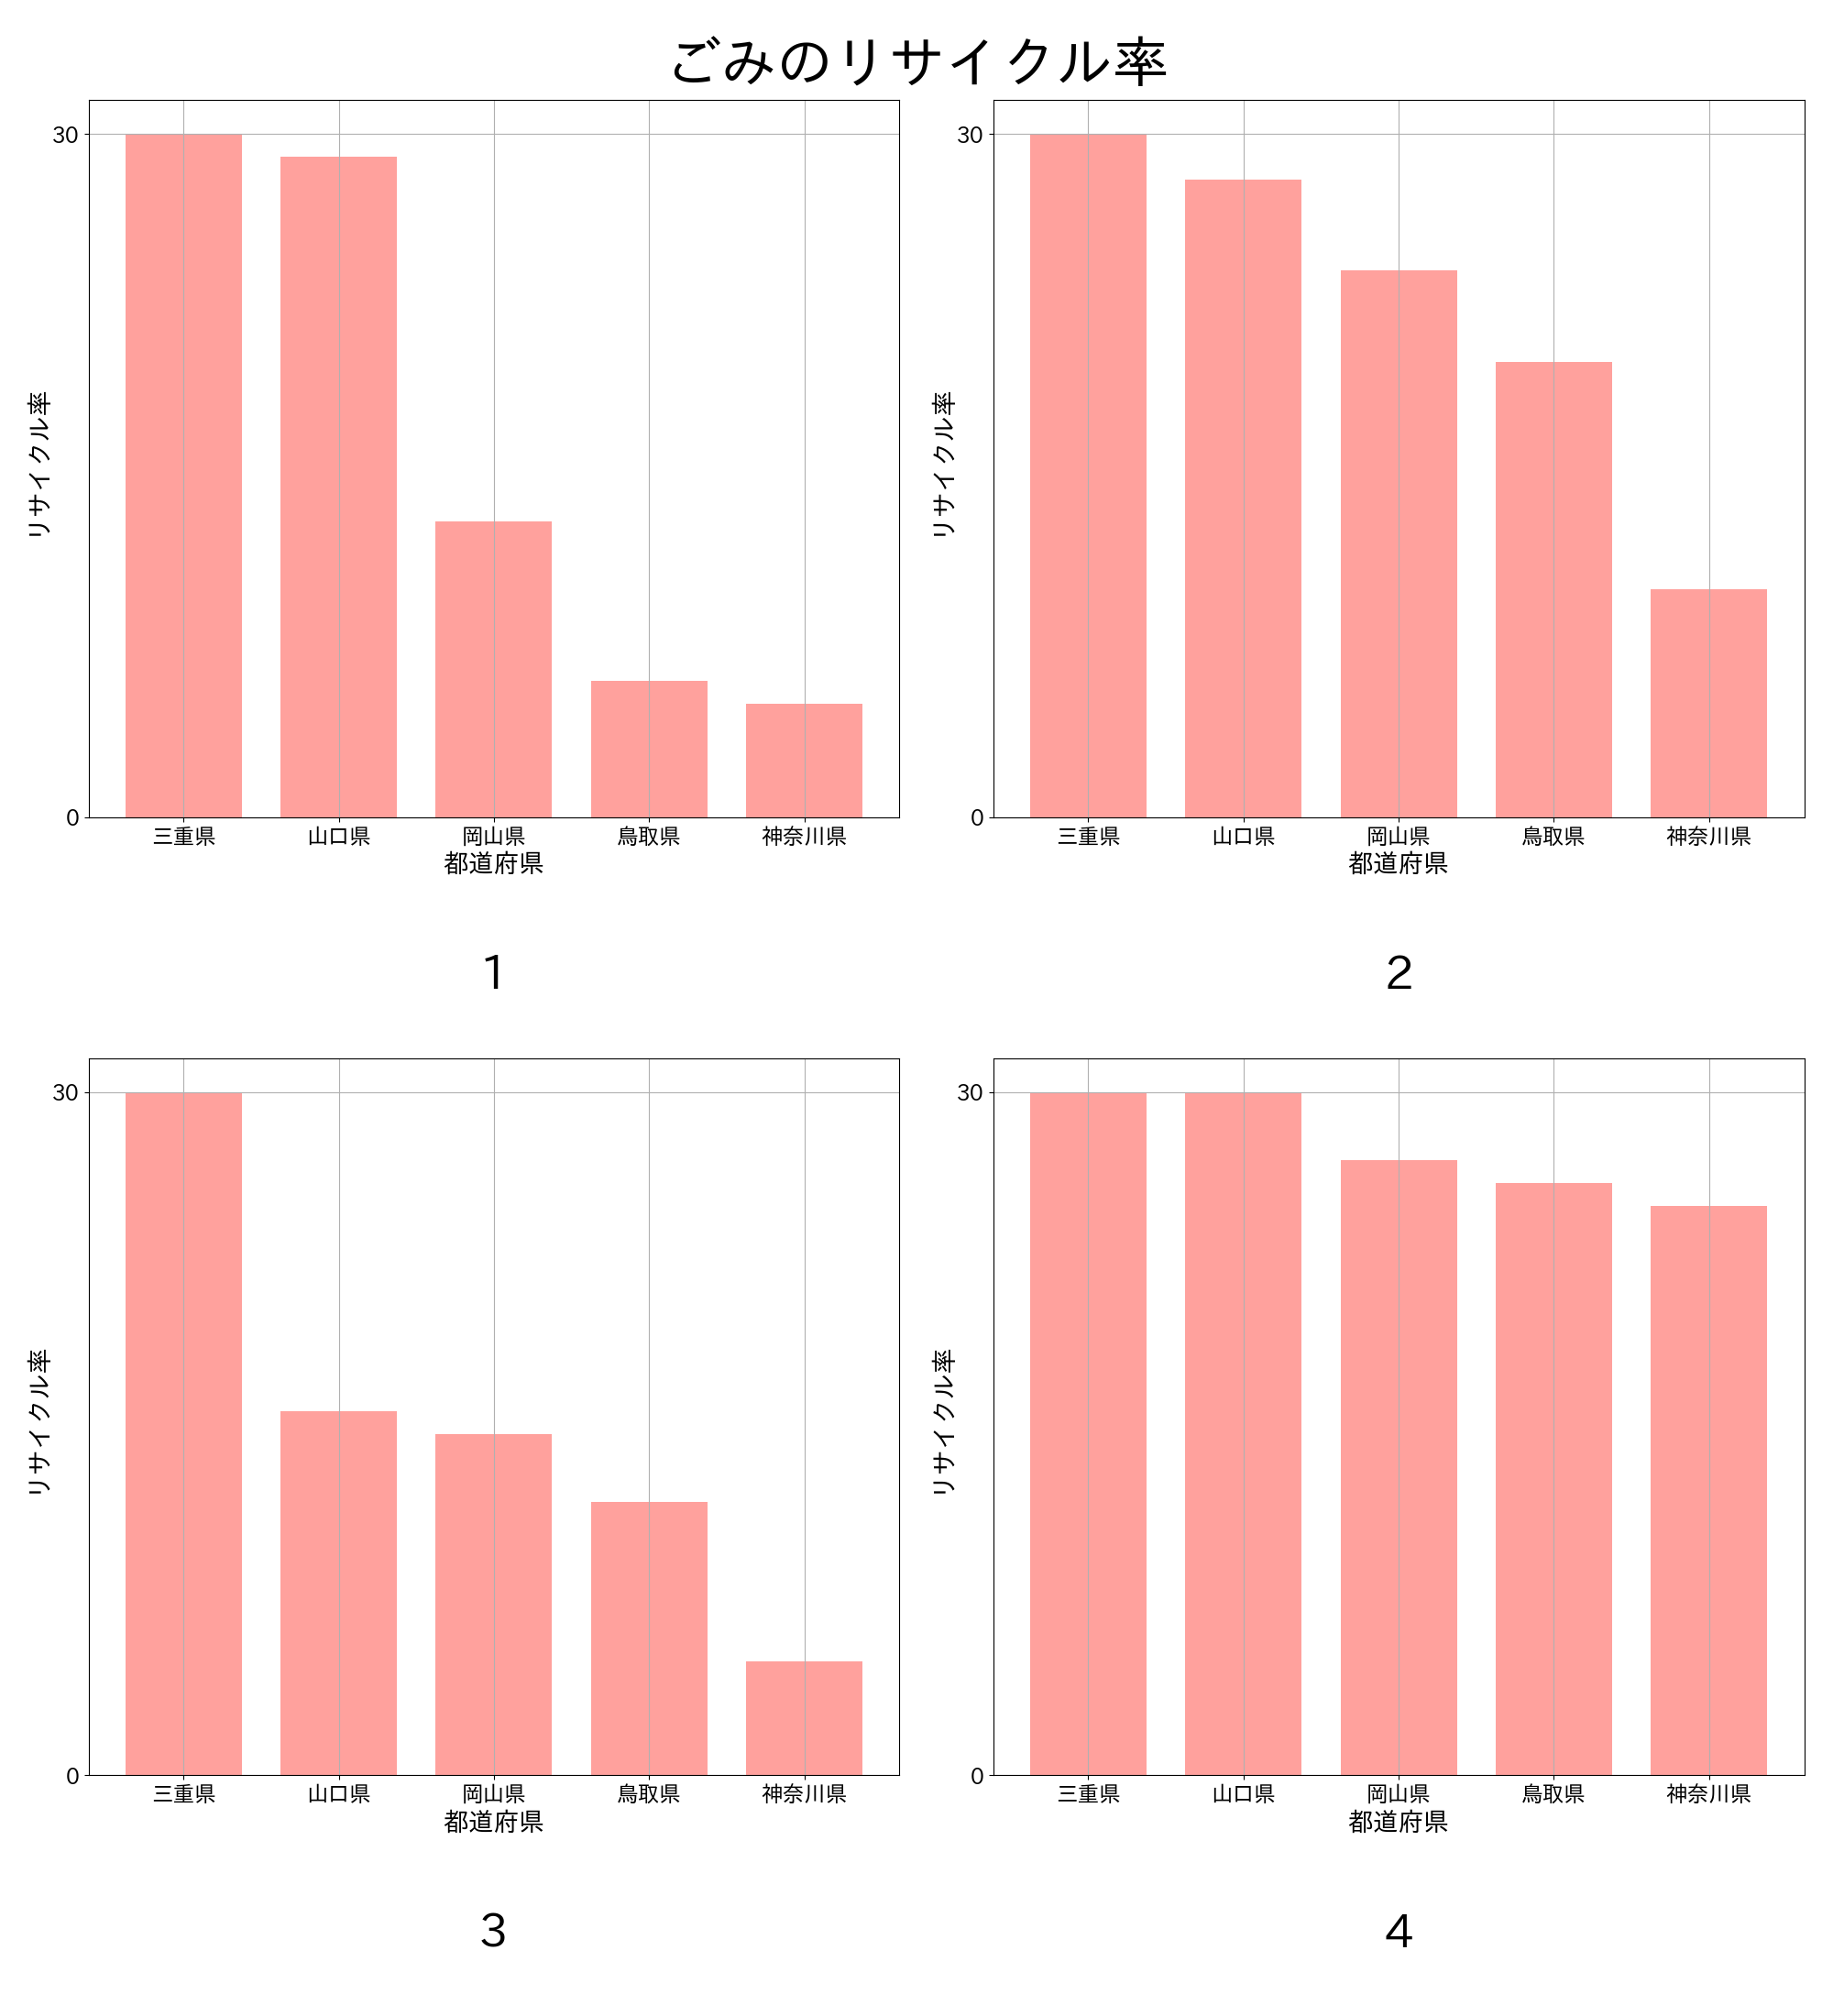 ごみのリサイクル率
30
0
リサイクル率
三重県 山口県 岡山県 鳥取県 神奈川県
都道府県
1
30
0
リサイクル率
三重県 山口県 岡山県 鳥取県 神奈川県
都道府県
2
30
0
リサイクル率
三重県 山口県 岡山県 鳥取県 神奈川県
都道府県
3
30
0
リサイクル率
三重県 山口県 岡山県 鳥取県 神奈川県
都道府県
4